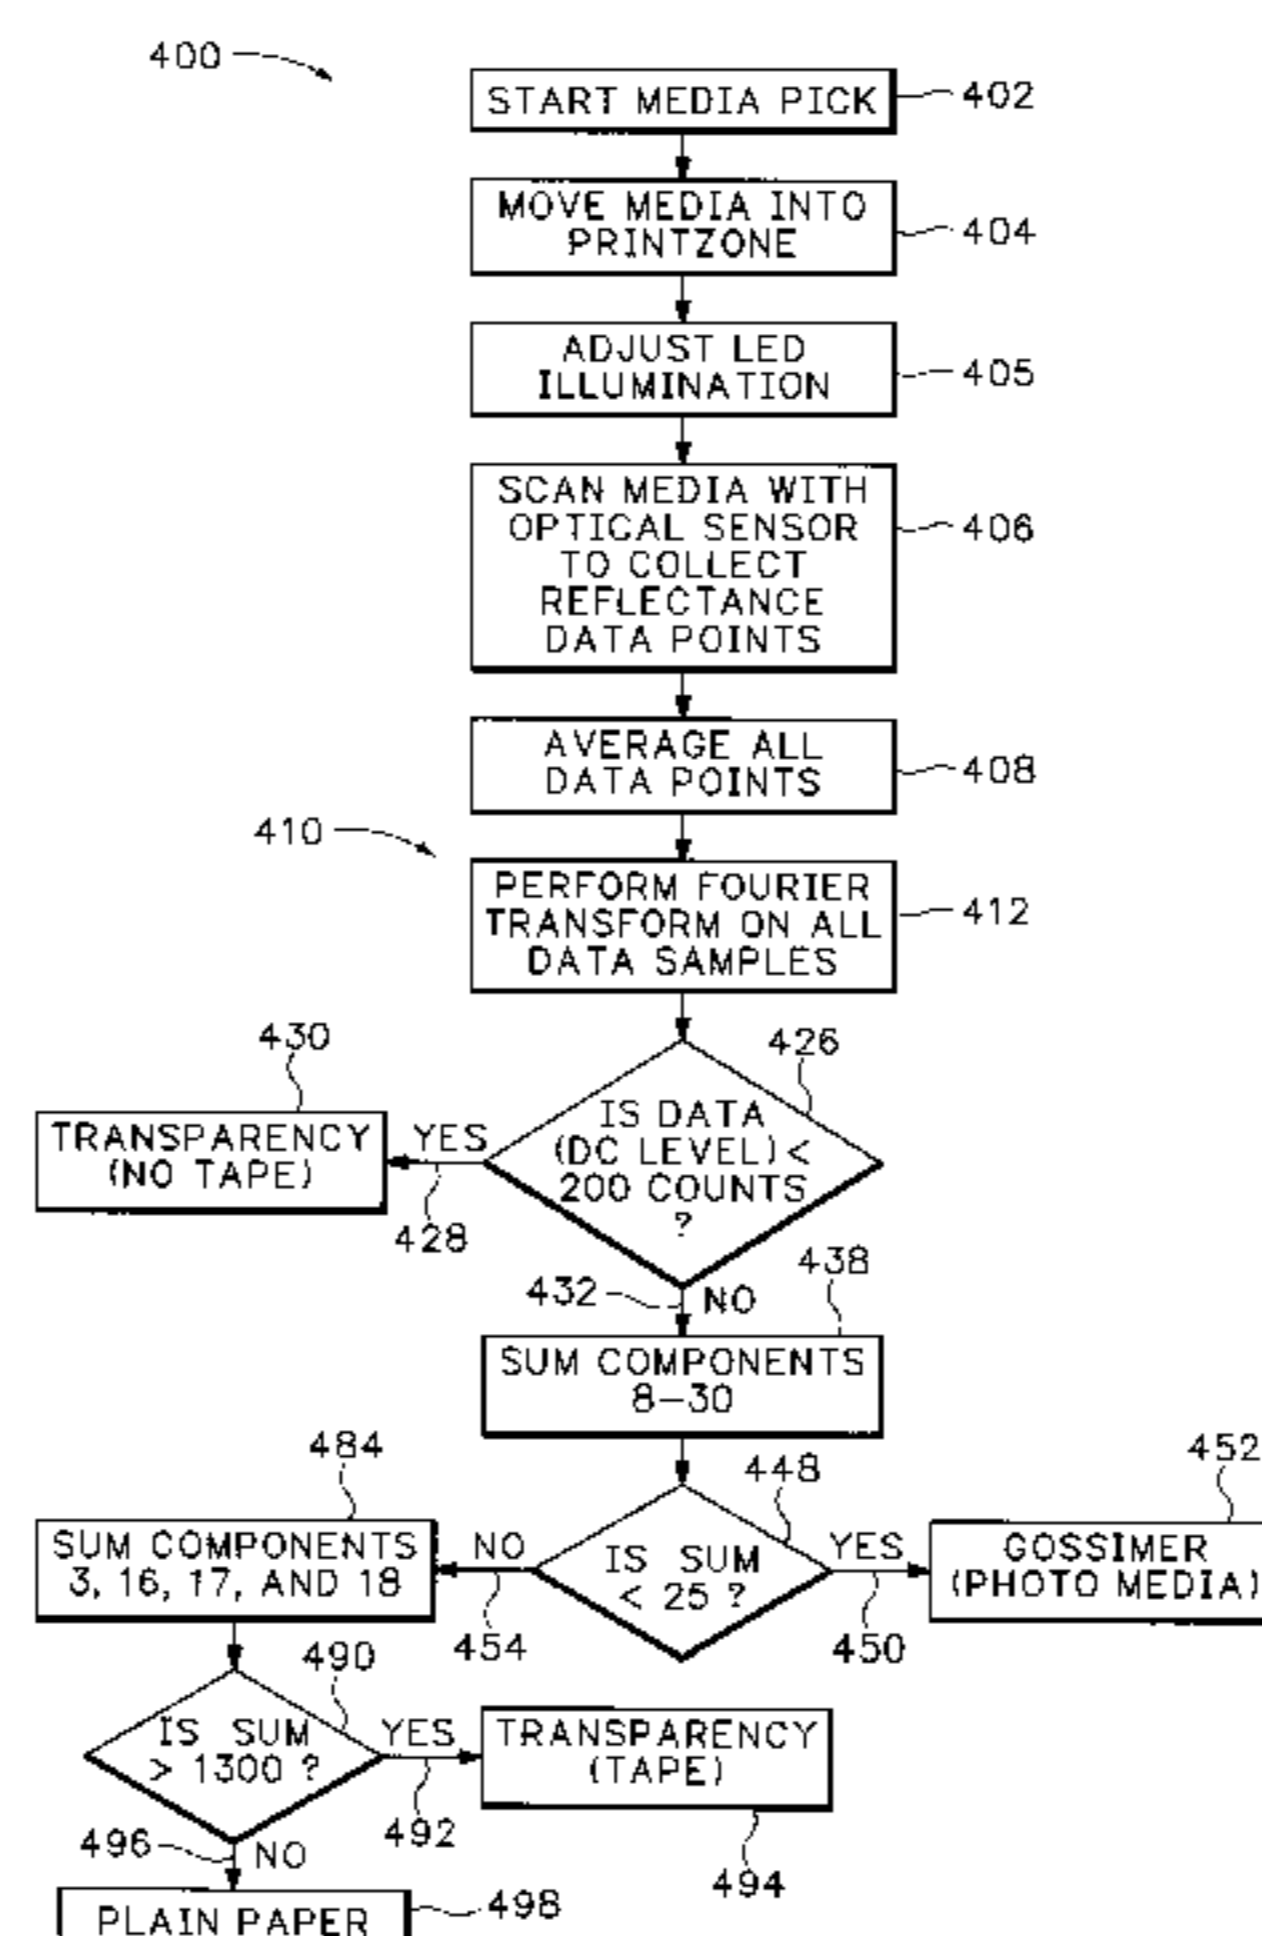 400
START MEDIA PICK
402
MOVE MEDIA INTO
PRINTZONE
404
ADJUST LED
ILLUMINATION
405
SCAN MEDIA WITH
OPTICAL SENSOR
TO COLLECT
REFLECTANCE
DATA POINTS
406
AVERAGE ALL
DATA POINTS
408
410
PERFORM FOURIER
TRANSFORM ON ALL
DATA SAMPLES
412
430
426
TRANSPARENCY
(NO TAPE)
YES
428
IS DATA
(DC LEVEL) <
200 COUNTS
?
432
NO
438
SUM COMPONENTS
8-30
484
448
452
SUM COMPONENTS
3, 16, 17, AND 18
NO
454
IS SUM
< 25 ?
YES
450
GOSSIMER
(PHOTO MEDIA)
490
IS SUM
> 1300 ?
YES
492
TRANSPARENCY
(TAPE)
494
496
NO
PLAIN PAPER
498